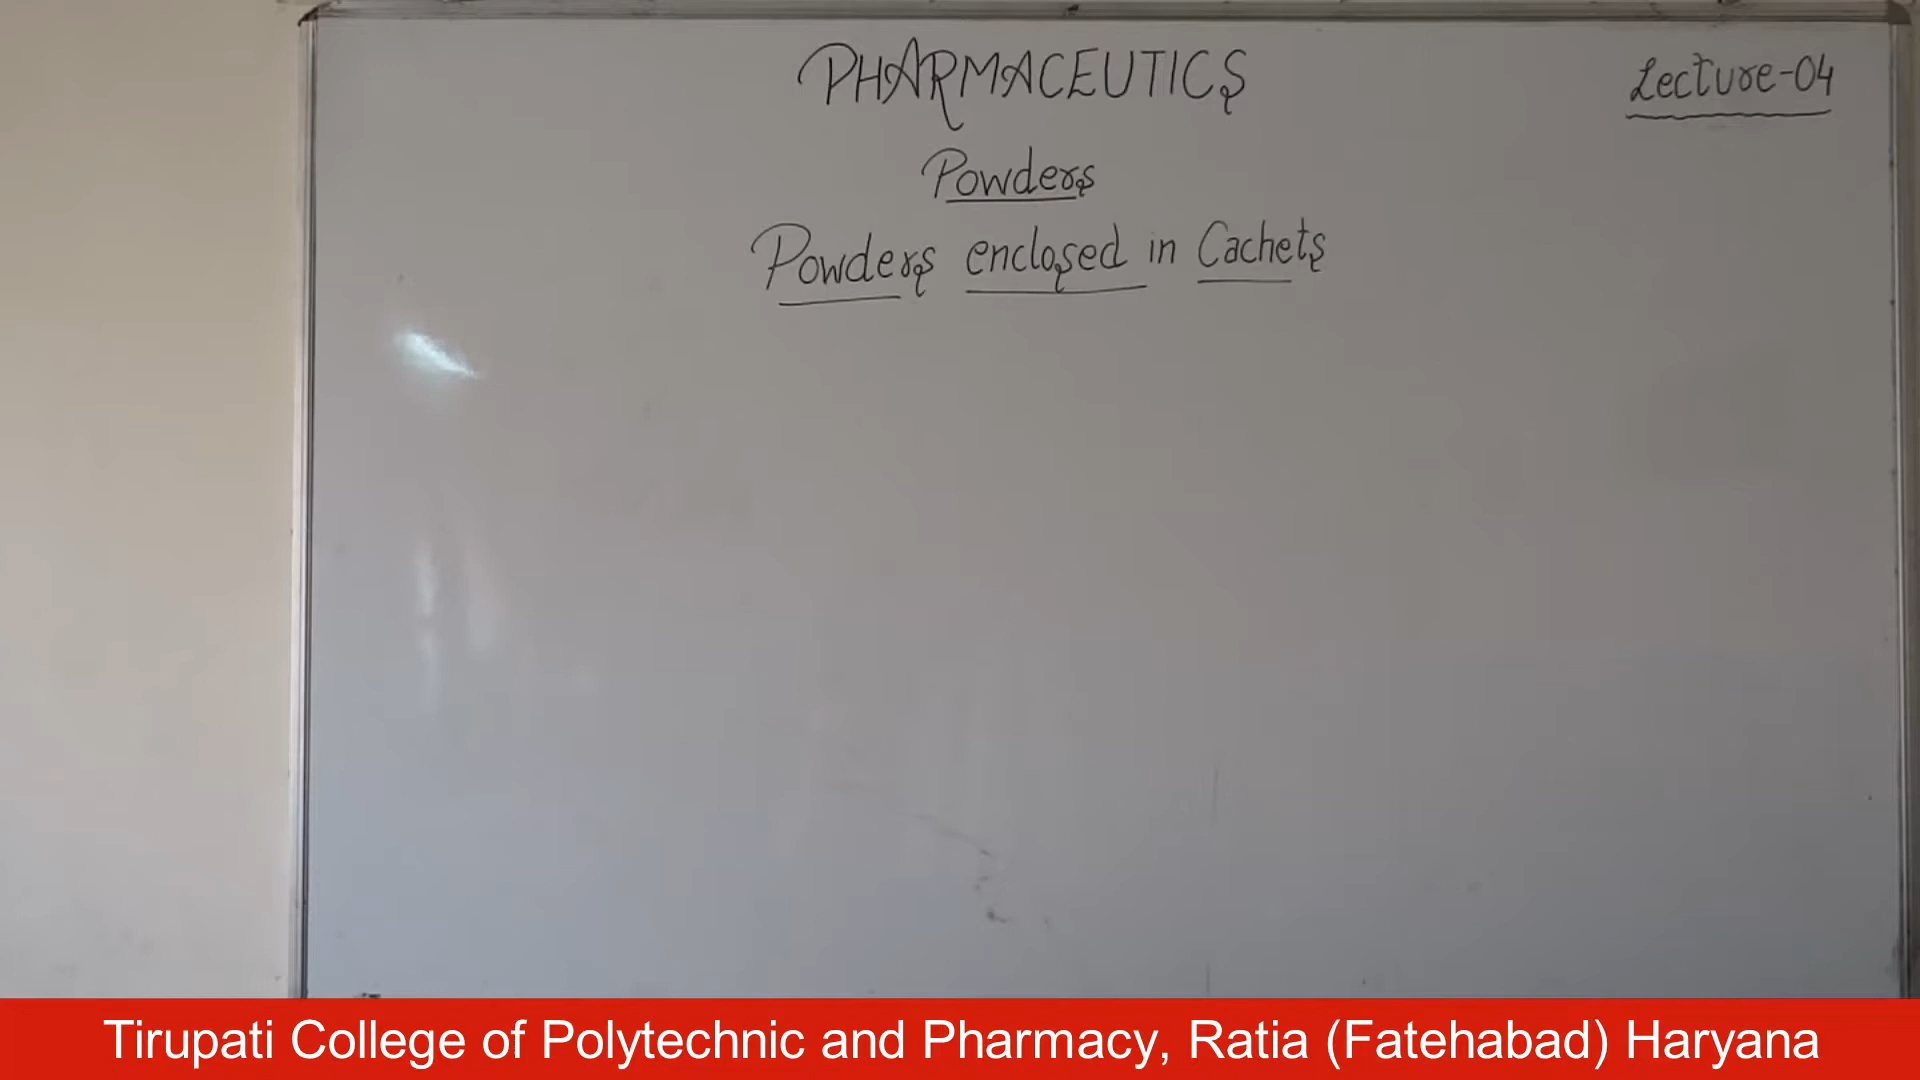 PHARMACEUTICS
Lecture-04
Powders
Powders enclosed in Cachets
Tirupati College of Polytechnic and Pharmacy, Ratia (Fatehabad) Haryana